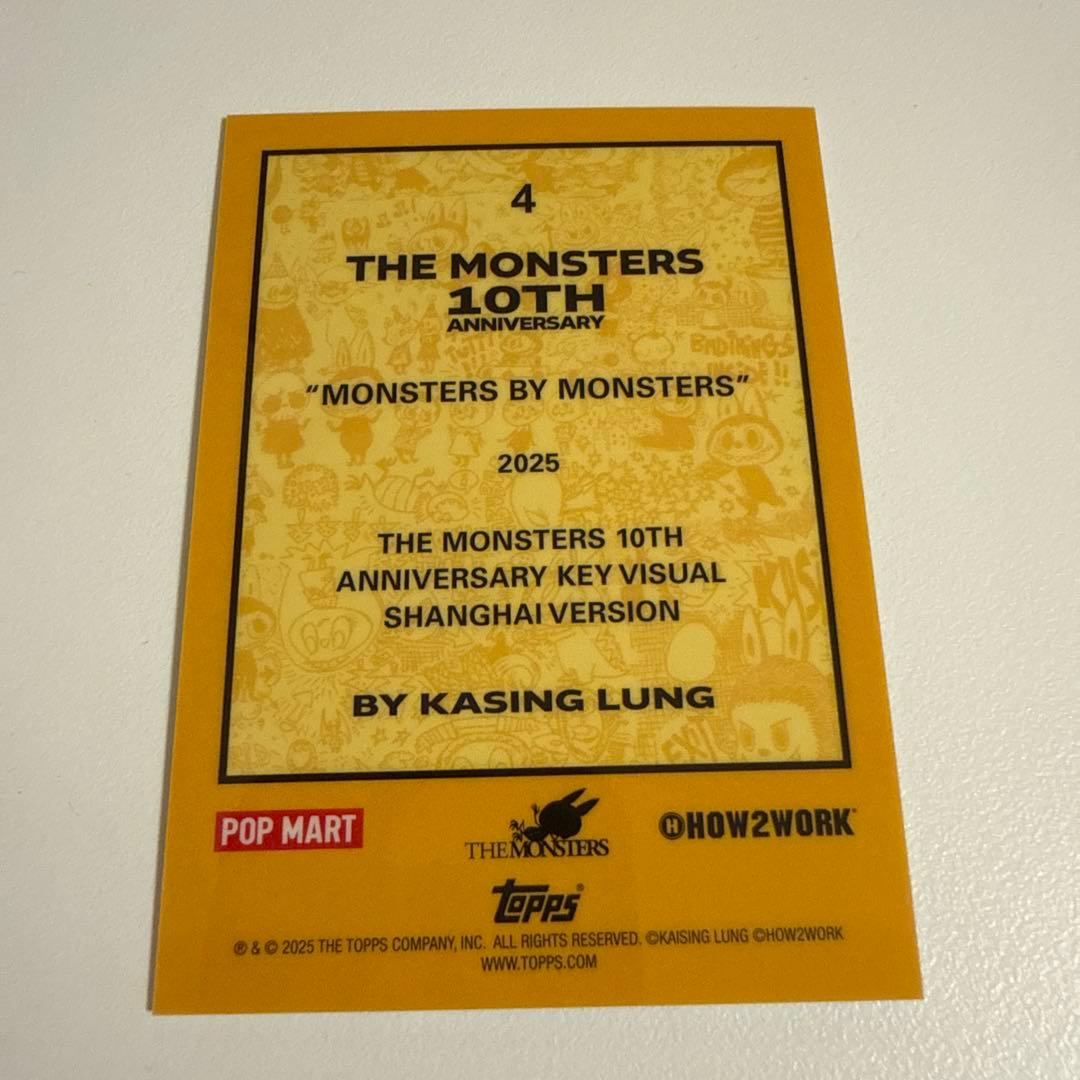 4
THE MONSTERS
10TH
ANNIVERSARY
"MONSTERS BY MONSTERS"
2025
THE MONSTERS 10TH
ANNIVERSARY KEY VISUAL
SHANGHAI VERSION
BY KASING LUNG
POP MART
THE MONSTERS
HOW2WORK
TOPPS®
® & © 2025 THE TOPPS COMPANY, INC. ALL RIGHTS RESERVED. ©KAISING LUNG ©HOW2WORK
WWW.TOPPS.COM